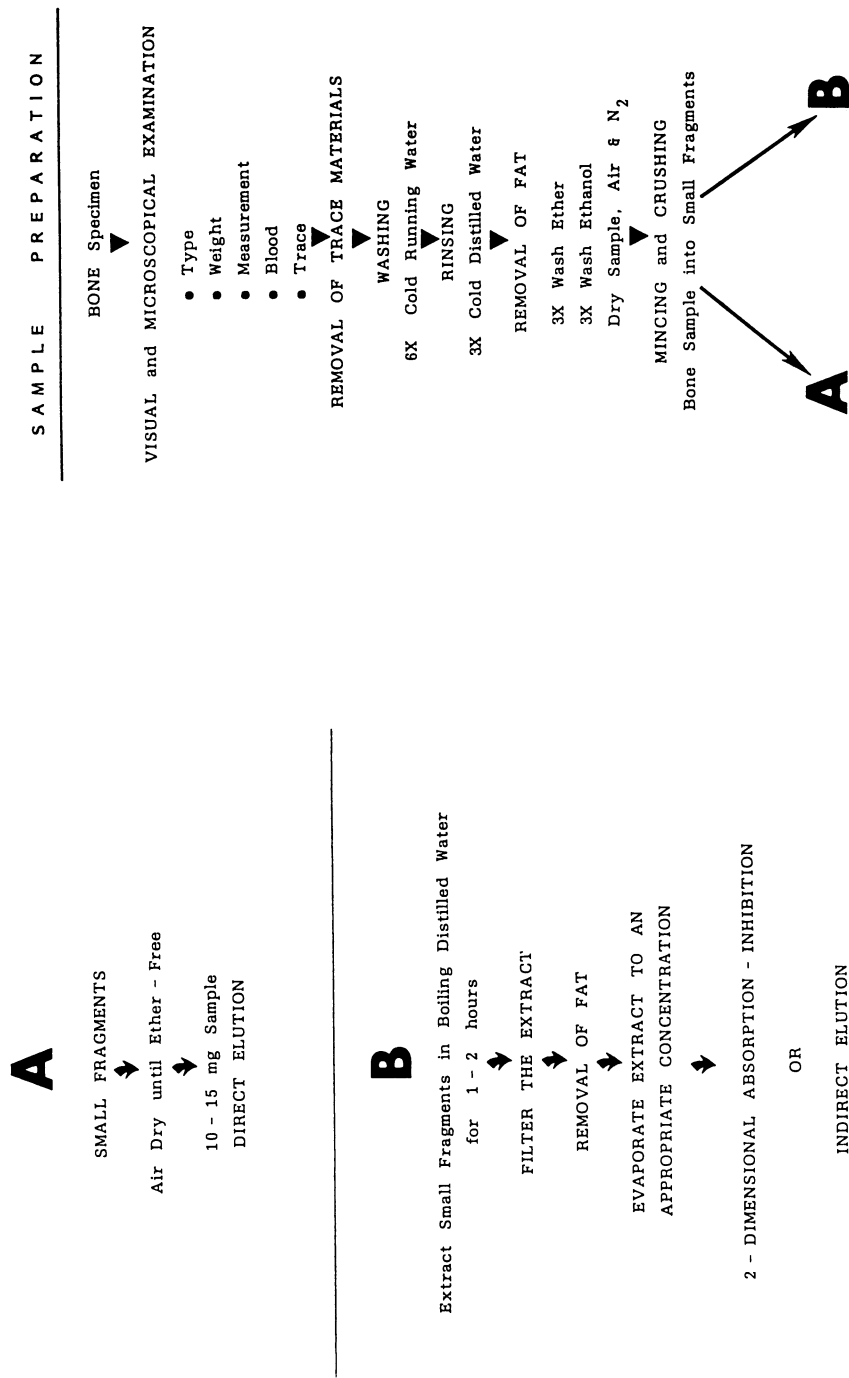 SAMPLE PREPARATION
BONE Specimen
VISUAL and MICROSCOPICAL EXAMINATION
• Type
• Weight
• Measurement
• Blood
• Trace
REMOVAL OF TRACE MATERIALS
WASHING
6X Cold Running Water
RINSING
3X Cold Distilled Water
REMOVAL OF FAT
3X Wash Ether
3X Wash Ethanol
Dry Sample, Air & N2
MINCING and CRUSHING
Bone Sample into Small Fragments
A
B
A
SMALL FRAGMENTS
Air Dry until Ether - Free
10 - 15 mg Sample
DIRECT ELUTION
B
Extract Small Fragments in Boiling Distilled Water
for 1 - 2 hours
FILTER THE EXTRACT
REMOVAL OF FAT
EVAPORATE EXTRACT TO AN
APPROPRIATE CONCENTRATION
2 - DIMENSIONAL ABSORPTION - INHIBITION
OR
INDIRECT ELUTION